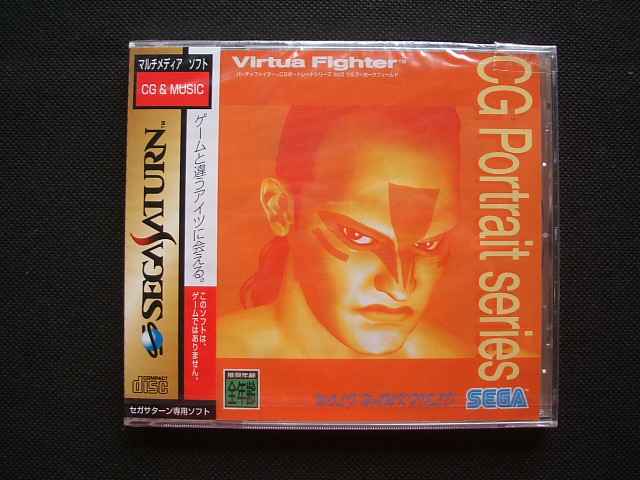 マルチメディア ソフト
CG & MUSIC
SEGA SATURN™
ゲームと違うアイツに会える。
このソフトは、
ゲームではありません。
COMPACT
disc
セガサターン専用ソフト
Virtua Fighter™
バーチャファイター・CGポートレートシリーズ Vol.5 ウルフ・ホークフィールド
CG Portrait series
推奨年齢
全年齢
WOLF HAWKFIELD
SEGA